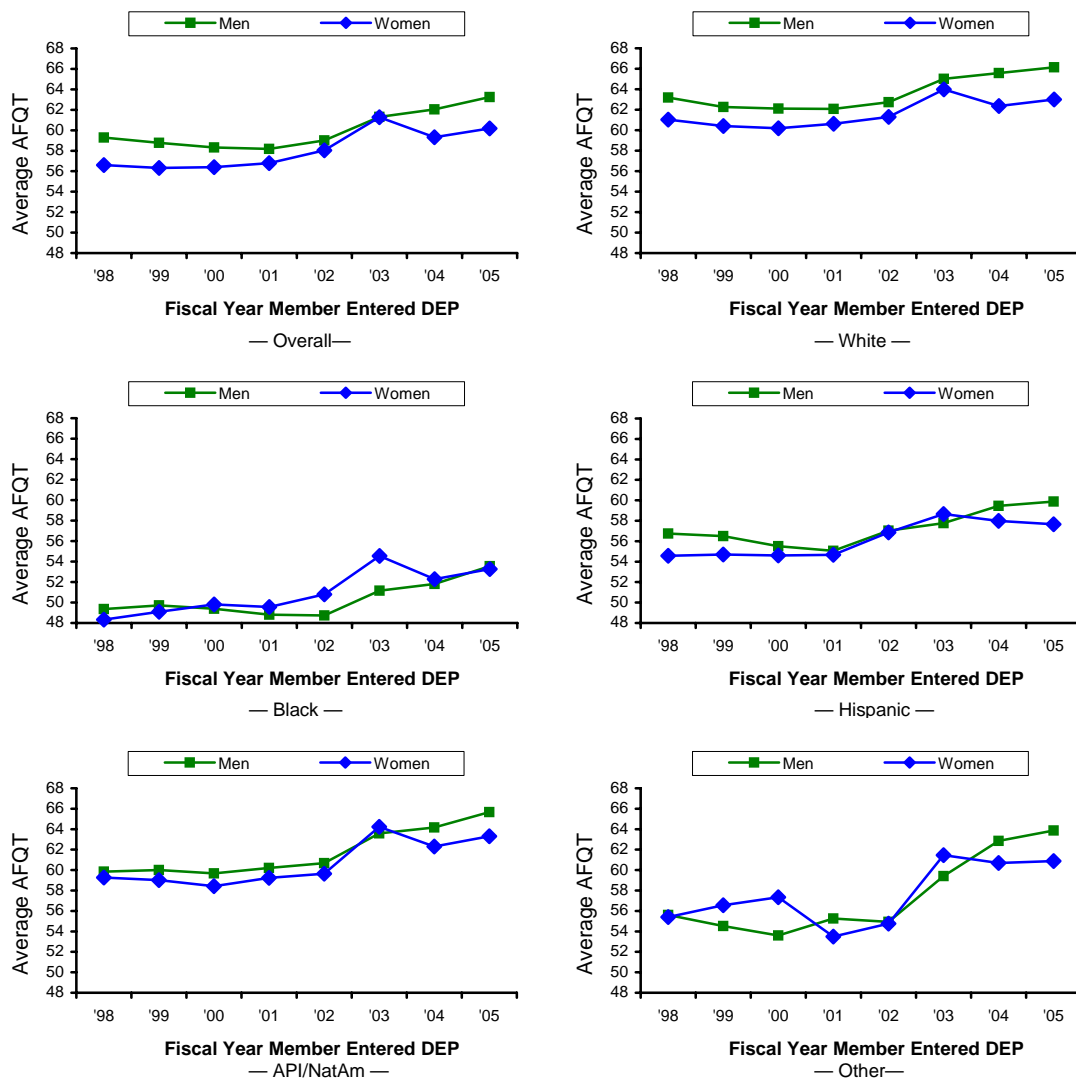 Men Women
68
66
64
62
60
58
56
54
52
50
48
Average AFQT
'98 '99 '00 '01 '02 '03 '04 '05
Fiscal Year Member Entered DEP
— Overall—
Men Women
68
66
64
62
60
58
56
54
52
50
48
Average AFQT
'98 '99 '00 '01 '02 '03 '04 '05
Fiscal Year Member Entered DEP
— White —
Men Women
68
66
64
62
60
58
56
54
52
50
48
Average AFQT
'98 '99 '00 '01 '02 '03 '04 '05
Fiscal Year Member Entered DEP
— Black —
Men Women
68
66
64
62
60
58
56
54
52
50
48
Average AFQT
'98 '99 '00 '01 '02 '03 '04 '05
Fiscal Year Member Entered DEP
— Hispanic —
Men Women
68
66
64
62
60
58
56
54
52
50
48
Average AFQT
'98 '99 '00 '01 '02 '03 '04 '05
Fiscal Year Member Entered DEP
— API/NatAm —
Men Women
68
66
64
62
60
58
56
54
52
50
48
Average AFQT
'98 '99 '00 '01 '02 '03 '04 '05
Fiscal Year Member Entered DEP
— Other—